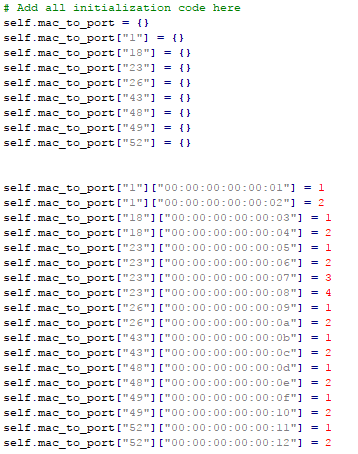 # Add all initialization code here
self.mac_to_port = {}
self.mac_to_port["1"] = {}
self.mac_to_port["18"] = {}
self.mac_to_port["23"] = {}
self.mac_to_port["26"] = {}
self.mac_to_port["43"] = {}
self.mac_to_port["48"] = {}
self.mac_to_port["49"] = {}
self.mac_to_port["52"] = {}
self.mac_to_port["1"]["00:00:00:00:00:01"] = 1
self.mac_to_port["1"]["00:00:00:00:00:02"] = 2
self.mac_to_port["18"]["00:00:00:00:00:03"] = 1
self.mac_to_port["18"]["00:00:00:00:00:04"] = 2
self.mac_to_port["23"]["00:00:00:00:00:05"] = 1
self.mac_to_port["23"]["00:00:00:00:00:06"] = 2
self.mac_to_port["23"]["00:00:00:00:00:07"] = 3
self.mac_to_port["23"]["00:00:00:00:00:08"] = 4
self.mac_to_port["26"]["00:00:00:00:00:09"] = 1
self.mac_to_port["26"]["00:00:00:00:00:0a"] = 2
self.mac_to_port["43"]["00:00:00:00:00:0b"] = 1
self.mac_to_port["43"]["00:00:00:00:00:0c"] = 2
self.mac_to_port["48"]["00:00:00:00:00:0d"] = 1
self.mac_to_port["48"]["00:00:00:00:00:0e"] = 2
self.mac_to_port["49"]["00:00:00:00:00:0f"] = 1
self.mac_to_port["49"]["00:00:00:00:00:10"] = 2
self.mac_to_port["52"]["00:00:00:00:00:11"] = 1
self.mac_to_port["52"]["00:00:00:00:00:12"] = 2